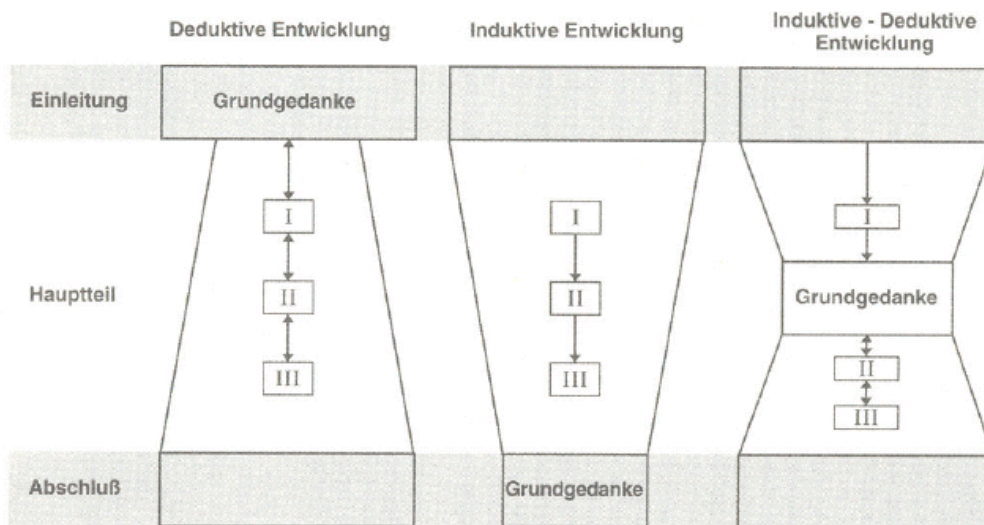 Deduktive Entwicklung
Induktive Entwicklung
Induktive - Deduktive
Entwicklung
Einleitung
Grundgedanke
I
I
I
Hauptteil
II
II
Grundgedanke
III
III
II
III
Abschluß
Grundgedanke